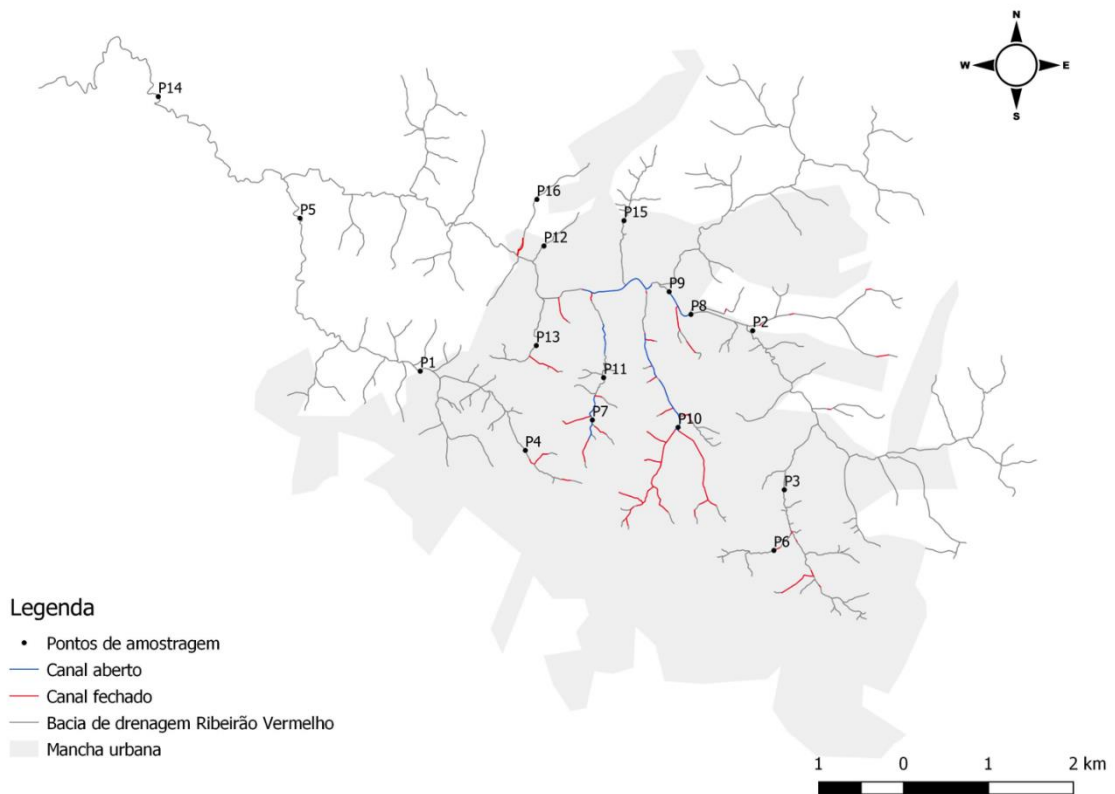 N
W E
S
P14
P16
P5
P15
P12
P9
P8
P2
P13
P1
P11
P7
P10
P4
P3
P6
Legenda
Pontos de amostragem
Canal aberto
Canal fechado
Bacia de drenagem Ribeirão Vermelho
Mancha urbana
1 0 1 2 km